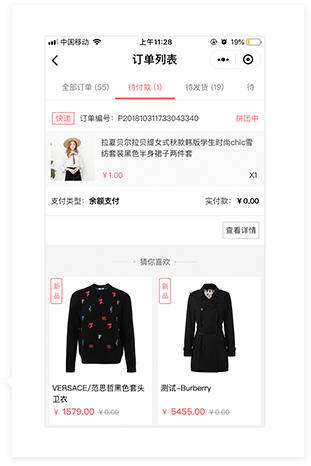 中国移动 上午11:28 19%
订单列表
全部订单 (55) 待付款 (1) 待发货 (19) 待
快递 订单编号: P201810311733043340 拼团中
拉夏贝尔拉贝缇女式秋款韩版学生时尚chic雪
纺套装黑色半身裙子两件套
￥1.00 X1
支付类型: 余额支付 实付款: ￥0.00
查看详情
猜你喜欢
新品 新品
VERSACE/范思哲黑色套头
卫衣
￥ 1579.00 ￥0.00
测试-Burberry
￥ 5455.00 ￥0.00